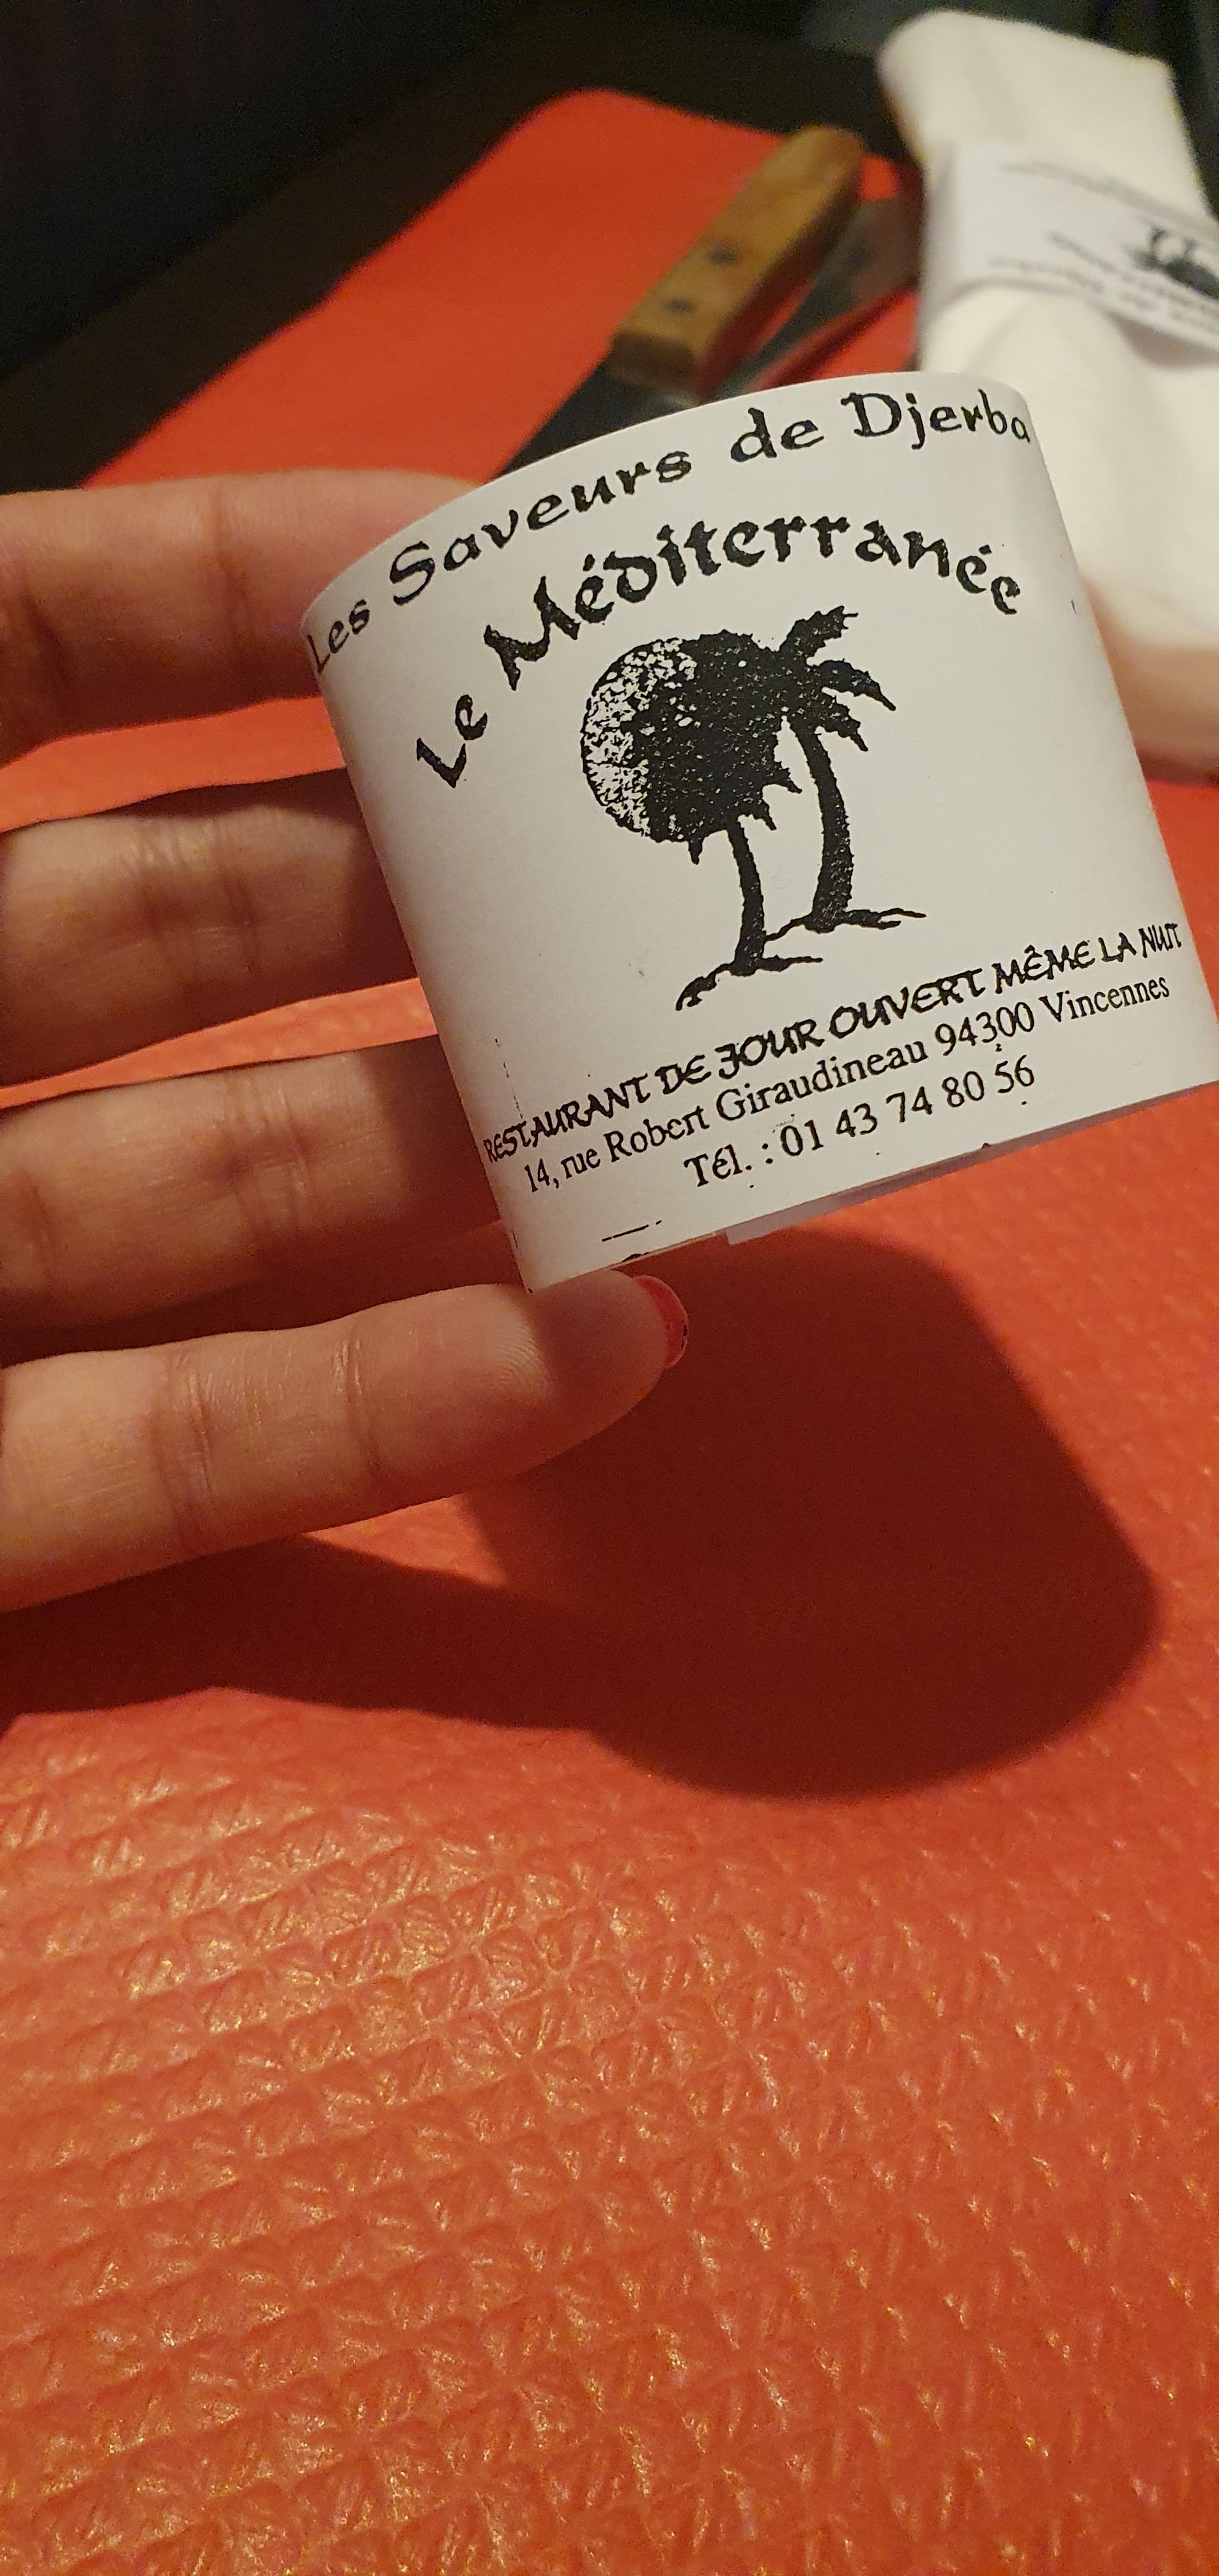 Les Saveurs de Djerba
Le Méditerranée
RESTAURANT DE JOUR OUVERT MÊME LA NUIT
14, rue Robert Giraudineau 94300 Vincennes
Tél. : 01 43 74 80 56